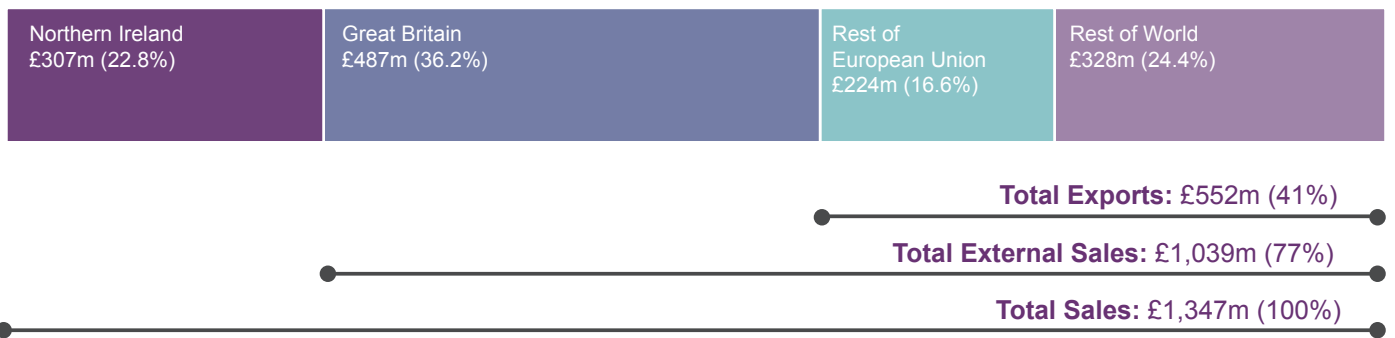 Northern Ireland
£307m (22.8%)
Great Britain
£487m (36.2%)
Rest of
European Union
£224m (16.6%)
Rest of World
£328m (24.4%)
Total Exports: £552m (41%)
Total External Sales: £1,039m (77%)
Total Sales: £1,347m (100%)